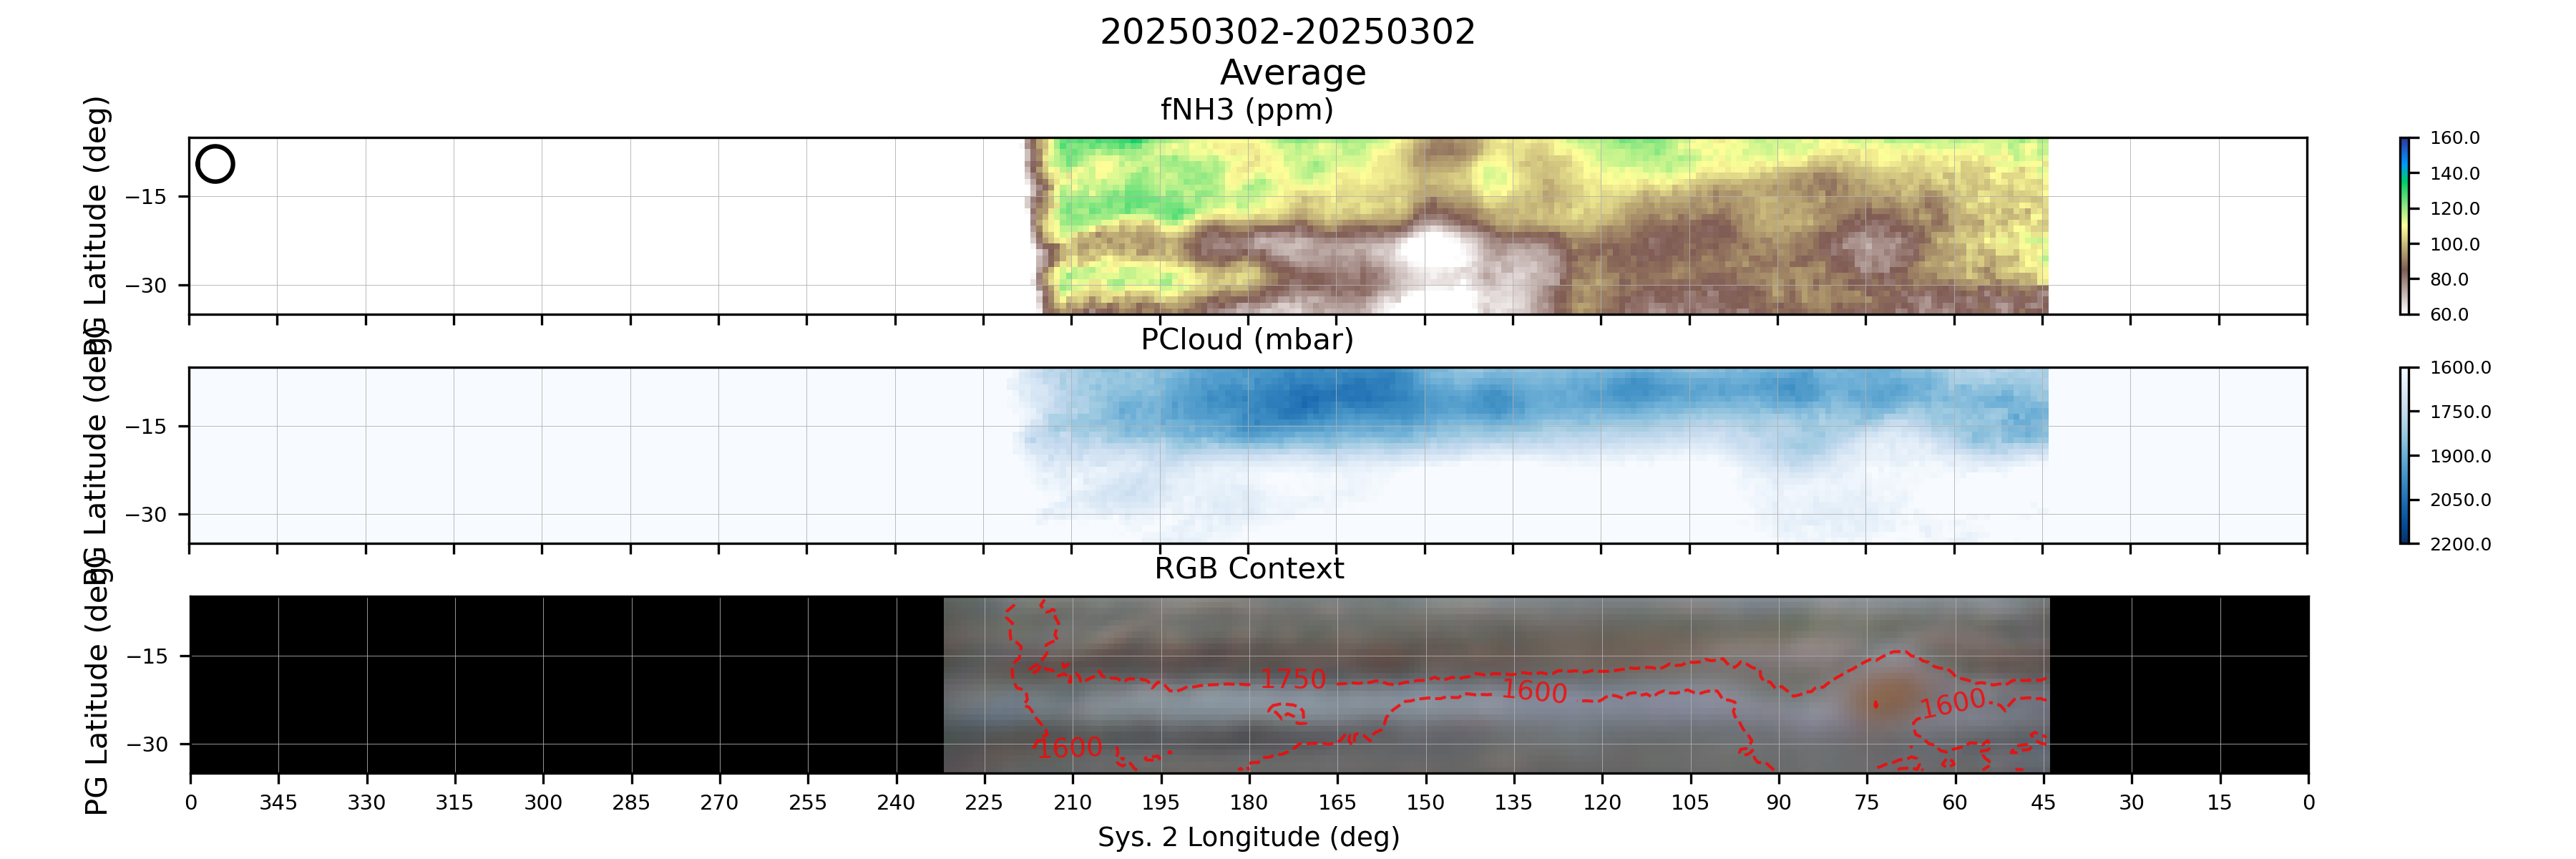 20250302-20250302
Average
fNH3 (ppm)
PG Latitude (deg)
−15
−30
160.0
140.0
120.0
100.0
80.0
60.0
PCloud (mbar)
PG Latitude (deg)
−15
−30
1600.0
1750.0
1900.0
2050.0
2200.0
RGB Context
PG Latitude (deg)
−15
−30
1750
1600
1600
1600
0 345 330 315 300 285 270 255 240 225 210 195 180 165 150 135 120 105 90 75 60 45 30 15 0
Sys. 2 Longitude (deg)